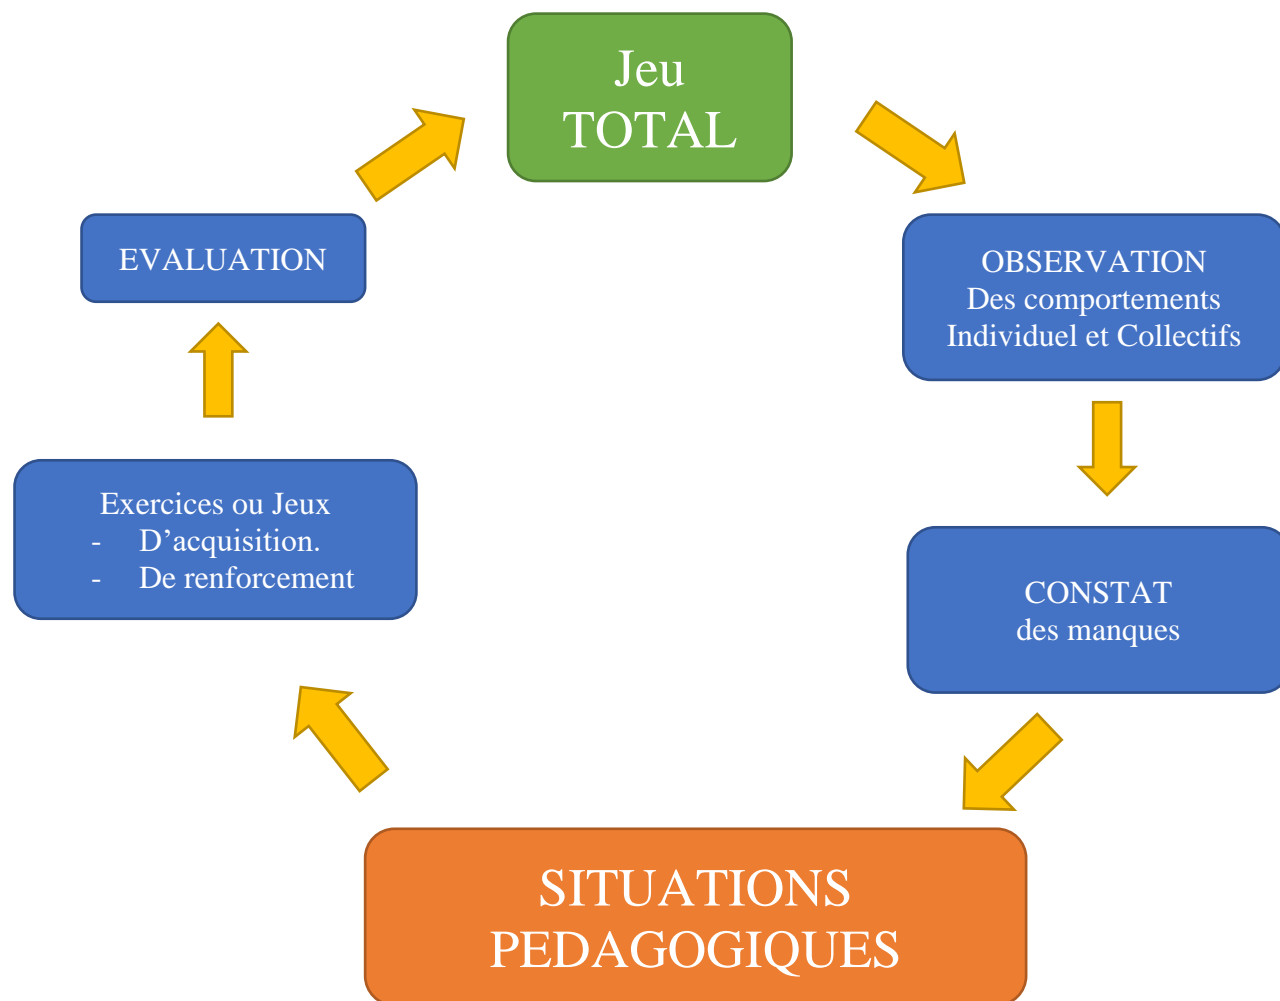 Jeu
TOTAL
OBSERVATION
Des comportements
Individuel et Collectifs
CONSTAT
des manques
SITUATIONS
PEDAGOGIQUES
Exercices ou Jeux
- D’acquisition.
- De renforcement
EVALUATION